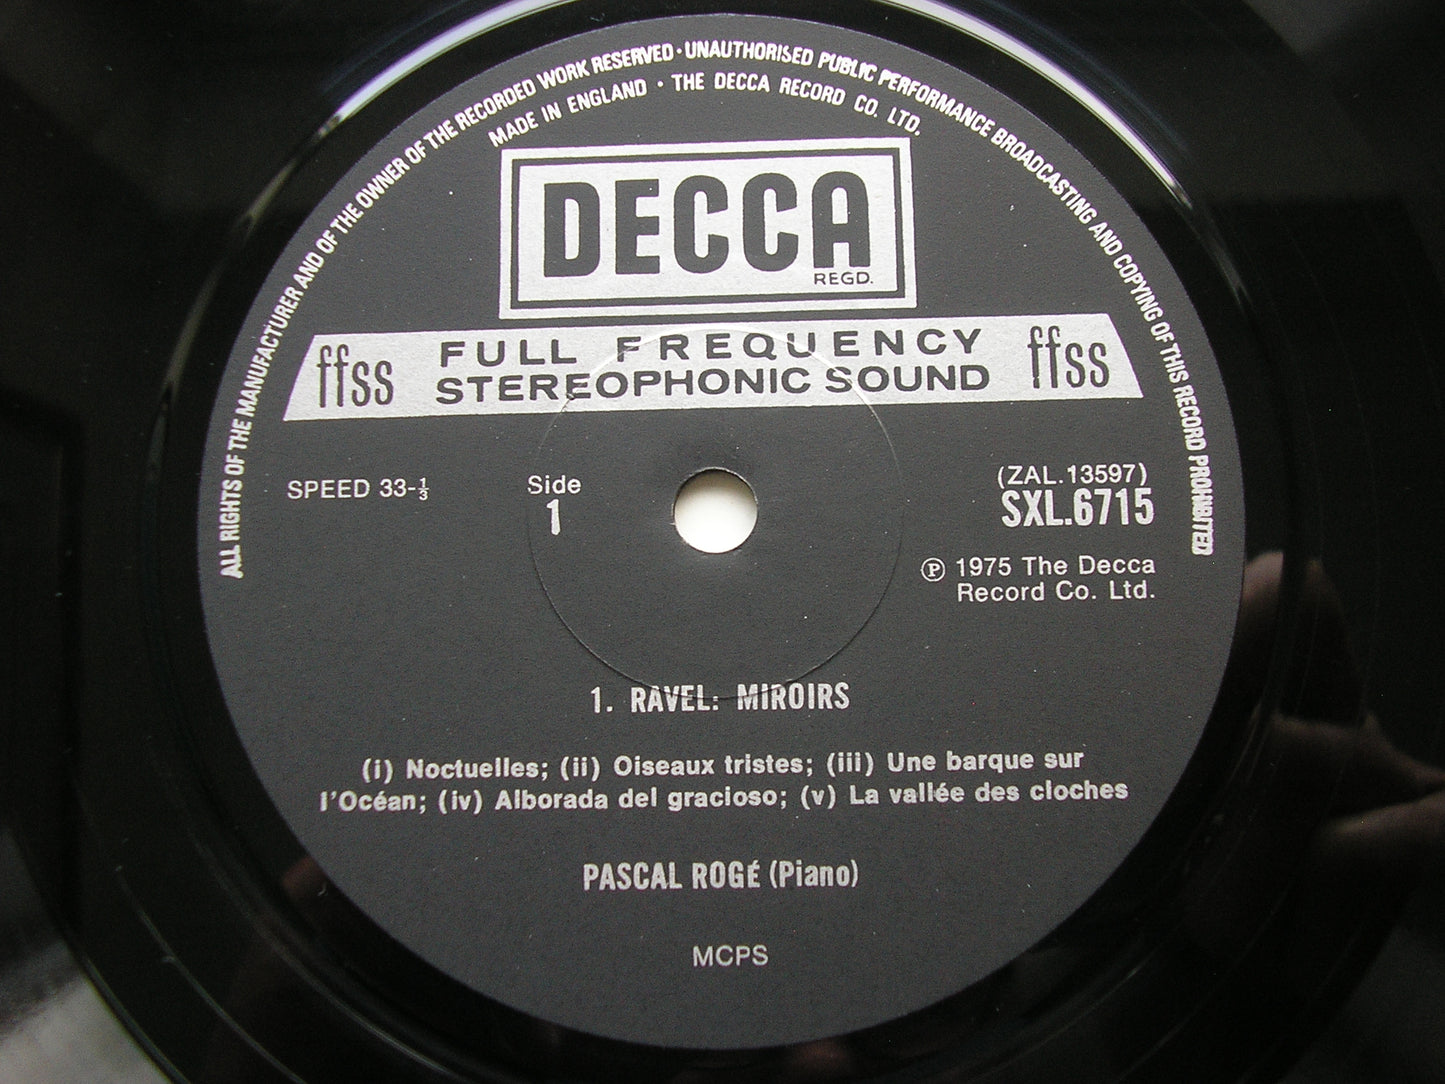 ALL RIGHTS OF THE MANUFACTURER AND OF THE OWNER OF THE RECORDED WORK RESERVED · UNAUTHORISED PUBLIC PERFORMANCE BROADCASTING AND COPYING OF THIS RECORD PROHIBITED
MADE IN ENGLAND · THE DECCA RECORD CO. LTD.
DECCA
REGD.
ffss FULL FREQUENCY ffss
STEREOPHONIC SOUND
SPEED 33-⅓
Side
1
(ZAL.13597)
SXL.6715
Ⓟ 1975 The Decca
Record Co. Ltd.
1. RAVEL: MIROIRS
(i) Noctuelles; (ii) Oiseaux tristes; (iii) Une barque sur
l'Océan; (iv) Alborada del gracioso; (v) La vallée des cloches
PASCAL ROGÉ (Piano)
MCPS